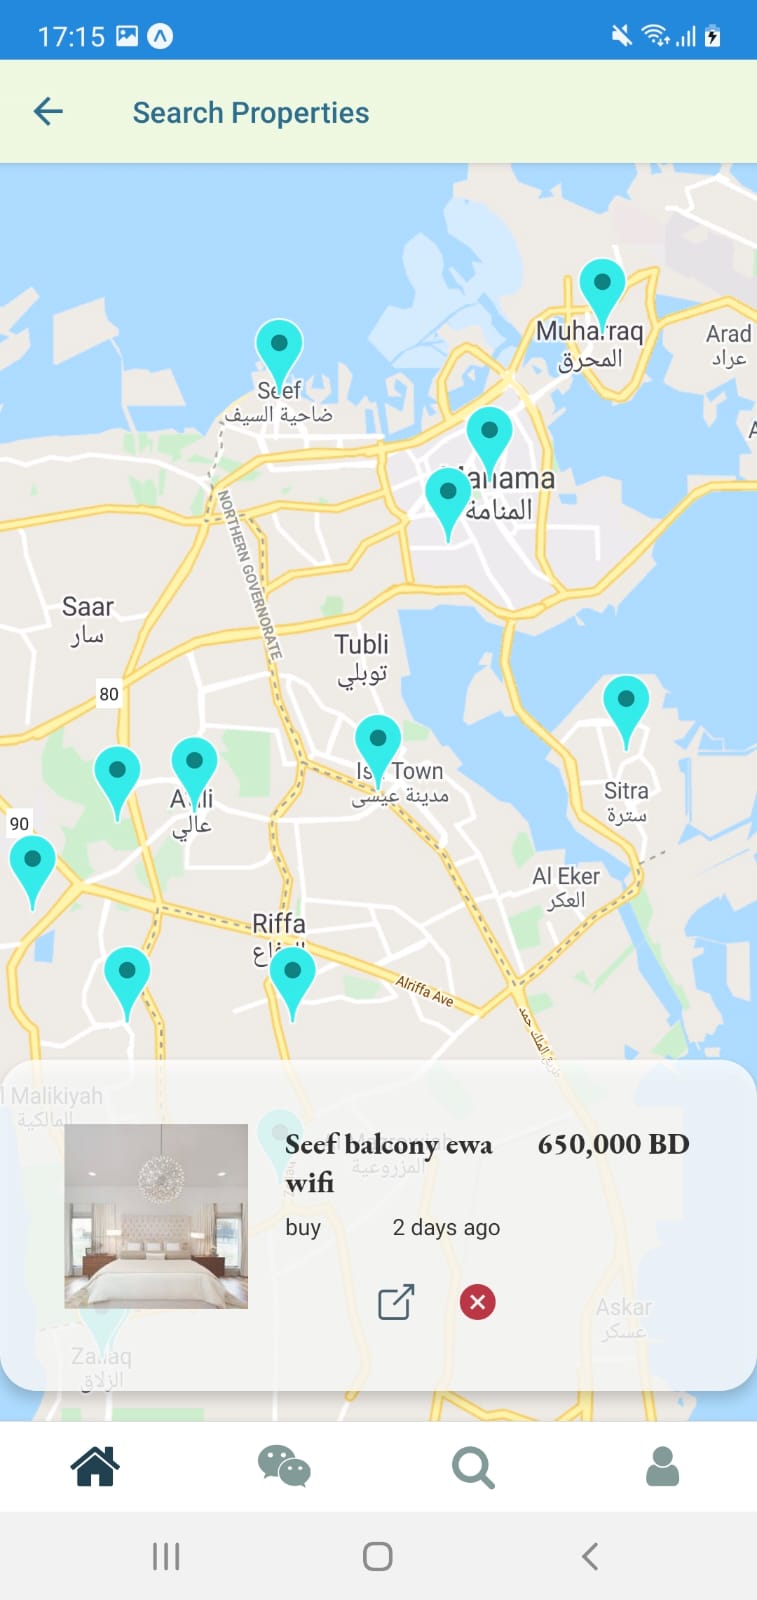 17:15
Search Properties
Muharraq
المحرق
Arad
عراد
Seef
ضاحية السيف
Manama
المنامة
NORTHERN GOVERNORATE
Saar
سار
Tubli
توبلي
80
Isa Town
مدينة عيسى
A'ali
عالي
Sitra
سترة
90
Al Eker
العكر
Riffa
Alriffa Ave
Malikiyah
المالكية
المزروعية
Seef balcony ewa
wifi
650,000 BD
buy
2 days ago
Askar
عسكر
Zallaq
الزلاق